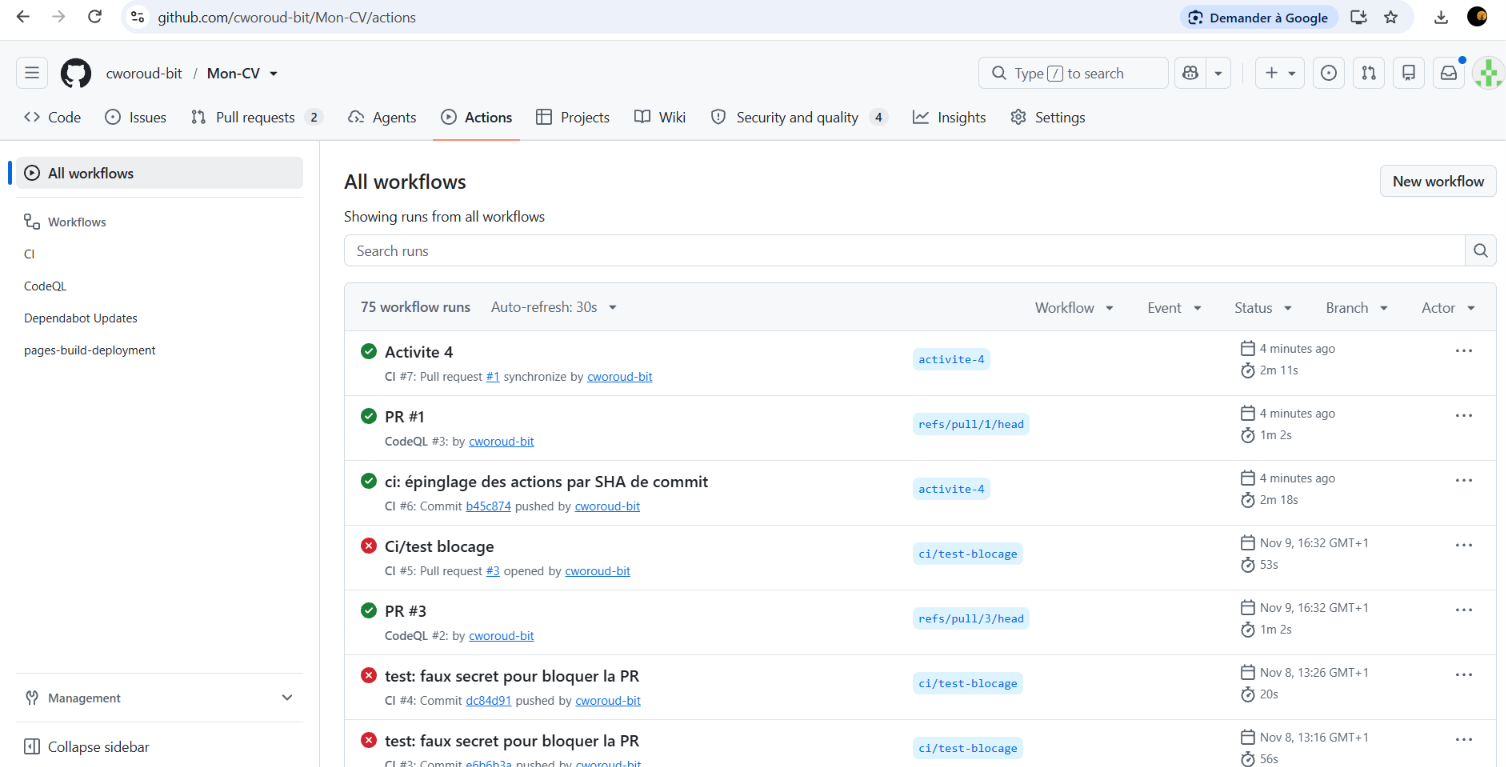 github.com/cworoud-bit/Mon-CV/actions
Demander à Google
cworoud-bit / Mon-CV
Type / to search
Code
Issues
Pull requests 2
Agents
Actions
Projects
Wiki
Security and quality 4
Insights
Settings
All workflows
Workflows
CI
CodeQL
Dependabot Updates
pages-build-deployment
Management
Collapse sidebar
All workflows
New workflow
Showing runs from all workflows
Search runs
75 workflow runs Auto-refresh: 30s Workflow Event Status Branch Actor
Activite 4
CI #7: Pull request #1 synchronize by cworoud-bit
activite-4
4 minutes ago
2m 11s
PR #1
CodeQL #3: by cworoud-bit
refs/pull/1/head
4 minutes ago
1m 2s
ci: épinglage des actions par SHA de commit
CI #6: Commit b45c874 pushed by cworoud-bit
activite-4
4 minutes ago
2m 18s
Ci/test blocage
CI #5: Pull request #3 opened by cworoud-bit
ci/test-blocage
Nov 9, 16:32 GMT+1
53s
PR #3
CodeQL #2: by cworoud-bit
refs/pull/3/head
Nov 9, 16:32 GMT+1
1m 2s
test: faux secret pour bloquer la PR
CI #4: Commit dc84d91 pushed by cworoud-bit
ci/test-blocage
Nov 8, 13:26 GMT+1
20s
test: faux secret pour bloquer la PR
CI #3: Commit e6b6b3a pushed by cworoud-bit
ci/test-blocage
Nov 8, 13:16 GMT+1
56s